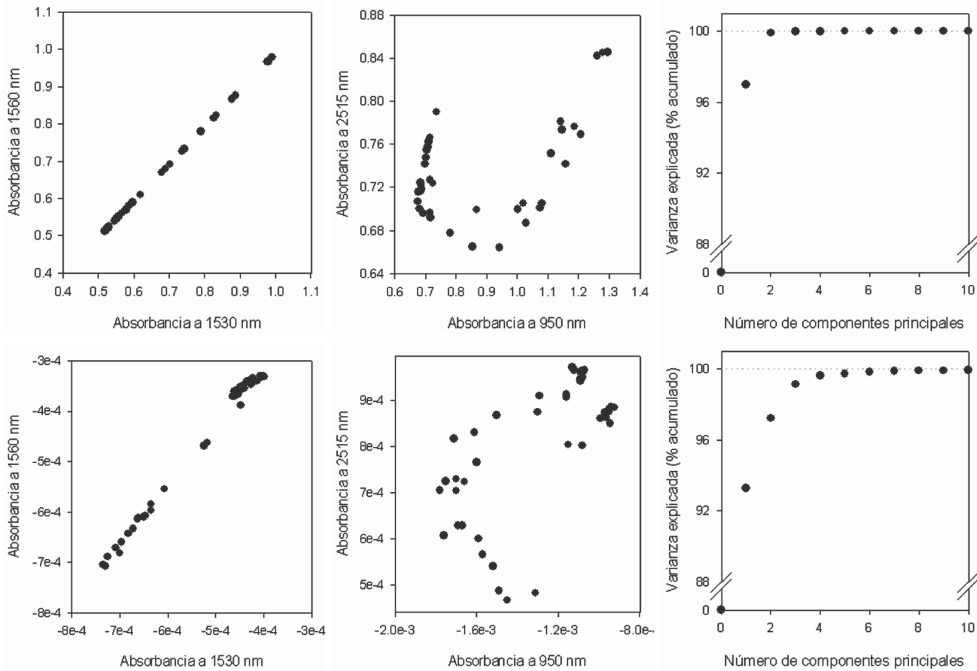 1.1
1.0
0.9
0.8
0.7
0.6
0.5
0.4
Absorbancia a 1560 nm
0.4 0.5 0.6 0.7 0.8 0.9 1.0 1.1
Absorbancia a 1530 nm
0.88
0.84
0.80
0.76
0.72
0.68
0.64
Absorbancia a 2515 nm
0.6 0.7 0.8 0.9 1.0 1.1 1.2 1.3 1.4
Absorbancia a 950 nm
100
96
92
88
0
Varianza explicada (% acumulado)
0 2 4 6 8 10
Número de componentes principales
-3e-4
-4e-4
-5e-4
-6e-4
-7e-4
-8e-4
Absorbancia a 1560 nm
-8e-4 -7e-4 -6e-4 -5e-4 -4e-4 -3e-4
Absorbancia a 1530 nm
9e-4
8e-4
7e-4
6e-4
5e-4
Absorbancia a 2515 nm
-2.0e-3 -1.6e-3 -1.2e-3 -8.0e-
Absorbancia a 950 nm
100
96
92
88
0
Varianza explicada (% acumulado)
0 2 4 6 8 10
Número de componentes principales